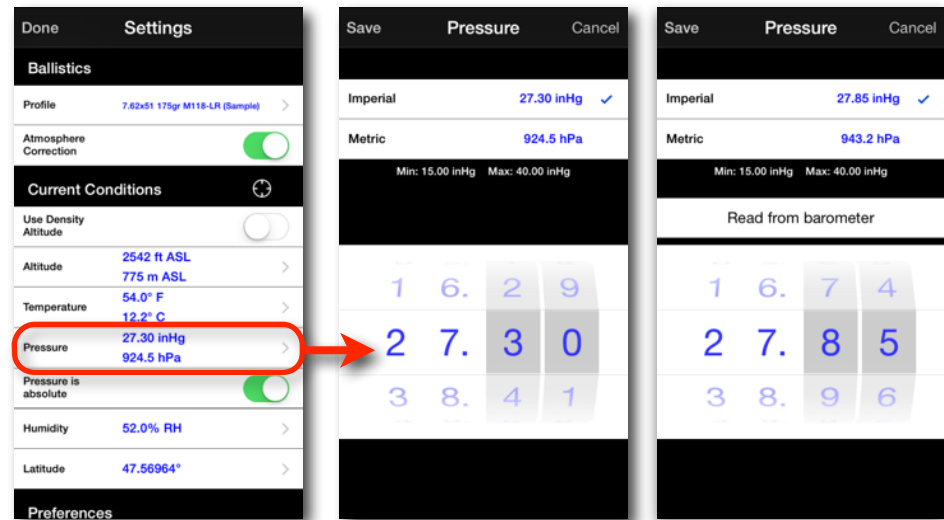 Done Settings
Ballistics
Profile 7.62x51 175gr M118-LR (Sample)
Atmosphere
Correction
Current Conditions
Use Density
Altitude
Altitude 2542 ft ASL
775 m ASL
Temperature 54.0° F
12.2° C
Pressure 27.30 inHg
924.5 hPa
Pressure is
absolute
Humidity 52.0% RH
Latitude 47.56964°
Preferences
Save Pressure Cancel
Imperial 27.30 inHg ✓
Metric 924.5 hPa
Min: 15.00 inHg Max: 40.00 inHg
1 6. 2 9
2 7. 3 0
3 8. 4 1
Save Pressure Cancel
Imperial 27.85 inHg ✓
Metric 943.2 hPa
Min: 15.00 inHg Max: 40.00 inHg
Read from barometer
1 6. 7 4
2 7. 8 5
3 8. 9 6